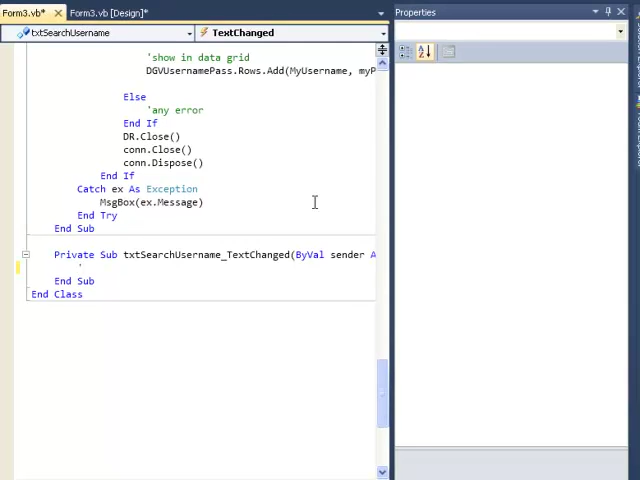 Form3.vb* Form3.vb [Design]*
txtSearchUsername TextChanged
'show in data grid
DGVUsernamePass.Rows.Add(MyUsername, myP
Else
'any error
End If
DR.Close()
conn.Close()
conn.Dispose()
End If
Catch ex As Exception
MsgBox(ex.Message)
End Try
End Sub
Private Sub txtSearchUsername_TextChanged(ByVal sender A
'
End Sub
End Class
Properties